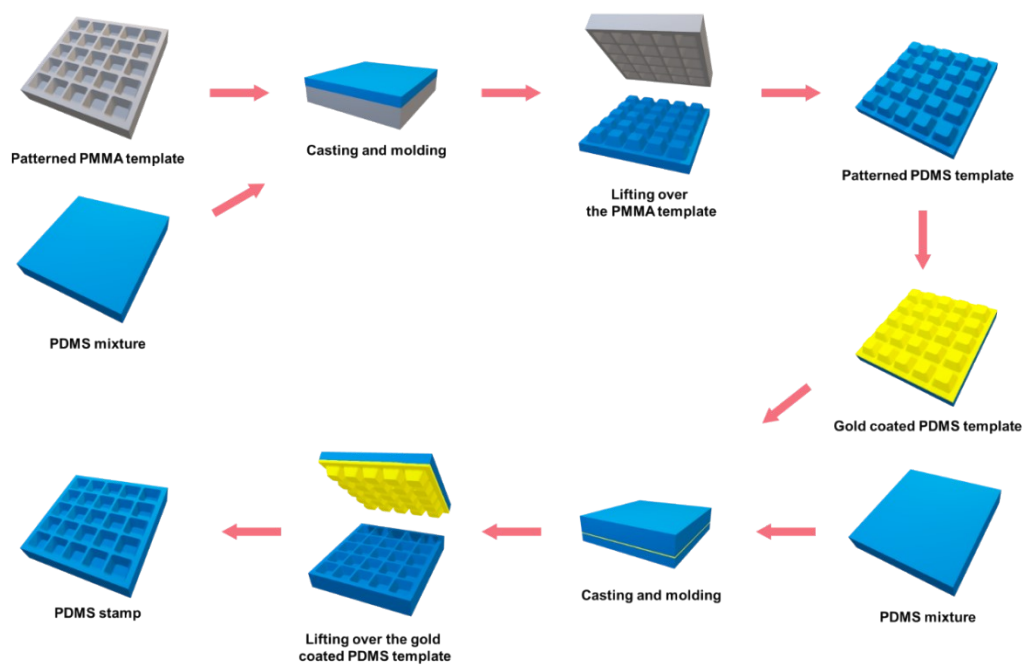 Patterned PMMA template
Casting and molding
Lifting over
the PMMA template
Patterned PDMS template
PDMS mixture
Gold coated PDMS template
PDMS stamp
Lifting over the gold
coated PDMS template
Casting and molding
PDMS mixture